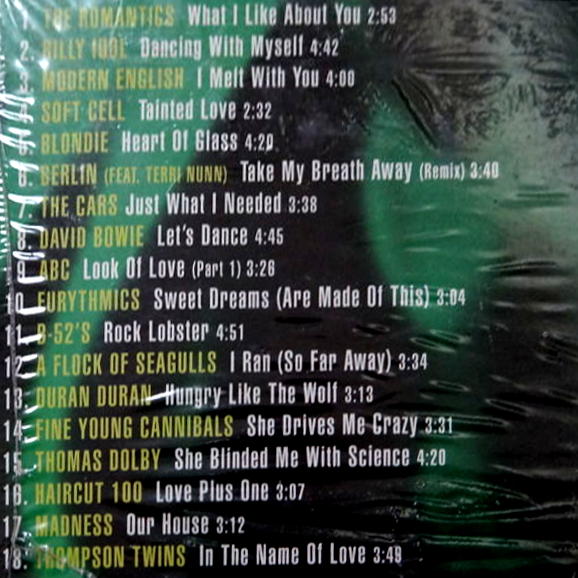 1. THE ROMANTICS What I Like About You 2:53
2. BILLY IDOL Dancing With Myself 4:42
3. MODERN ENGLISH I Melt With You 4:00
4. SOFT CELL Tainted Love 2:32
5. BLONDIE Heart Of Glass 4:20
6. BERLIN (FEAT. TERRI NUNN) Take My Breath Away (Remix) 3:40
7. THE CARS Just What I Needed 3:38
8. DAVID BOWIE Let's Dance 4:45
9. ABC Look Of Love (Part 1) 3:26
10. EURYTHMICS Sweet Dreams (Are Made Of This) 3:04
11. B-52'S Rock Lobster 4:51
12. A FLOCK OF SEAGULLS I Ran (So Far Away) 3:34
13. DURAN DURAN Hungry Like The Wolf 3:13
14. FINE YOUNG CANNIBALS She Drives Me Crazy 3:31
15. THOMAS DOLBY She Blinded Me With Science 4:20
16. HAIRCUT 100 Love Plus One 3:07
17. MADNESS Our House 3:12
18. THOMPSON TWINS In The Name Of Love 3:49